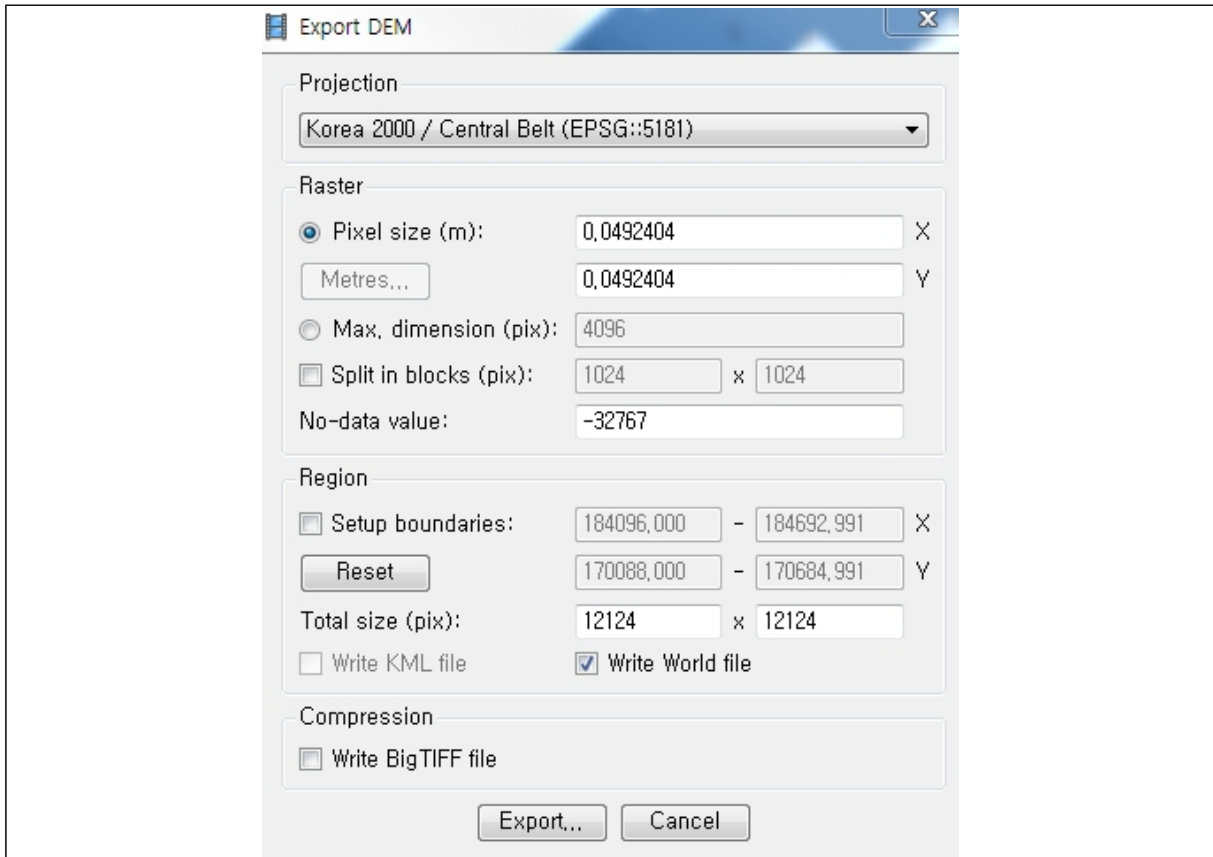 Export DEM
x
Projection
Korea 2000 / Central Belt (EPSG::5181)
Raster
Pixel size (m): 0,0492404 X
Metres,,, 0,0492404 Y
Max, dimension (pix): 4096
Split in blocks (pix): 1024 x 1024
No-data value: -32767
Region
Setup boundaries: 184096,000 - 184692,991 X
Reset 170088,000 - 170684,991 Y
Total size (pix): 12124 x 12124
Write KML file Write World file
Compression
Write BigTIFF file
Export,,, Cancel